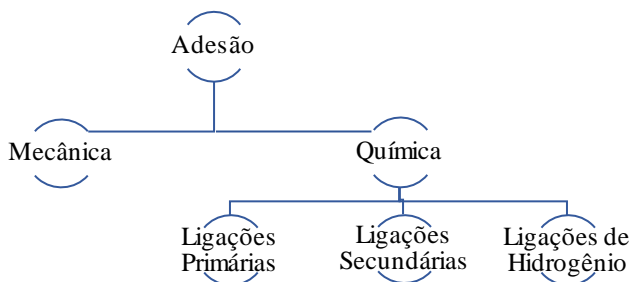 Adesão
Mecânica
Química
Ligações
Primárias
Ligações
Secundárias
Ligações de
Hidrogênio